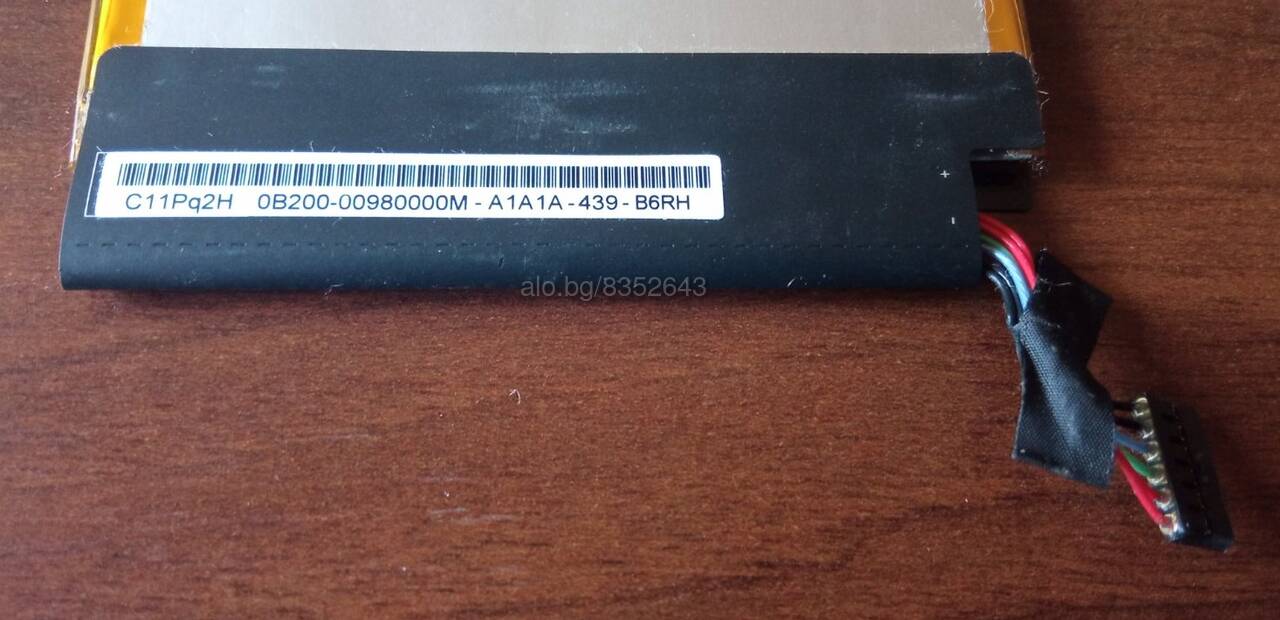 C11Pq2H 0B200-00980000M - A1A1A - 439 - B6RH
+
-
alo.bg/8352643